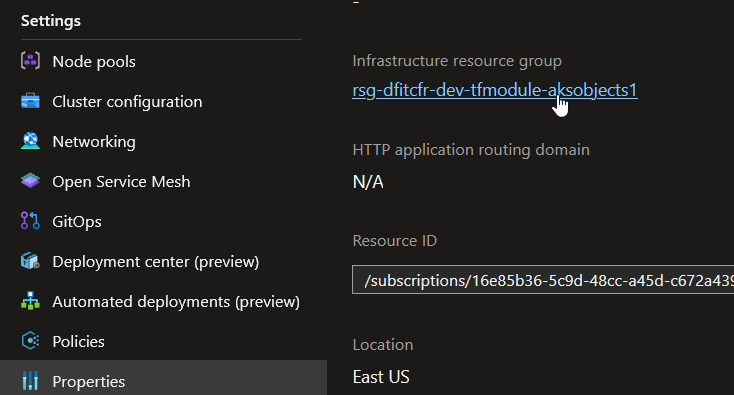 Settings
Node pools
Cluster configuration
Networking
Open Service Mesh
GitOps
Deployment center (preview)
Automated deployments (preview)
Policies
Properties
Infrastructure resource group
rsg-dfitcfr-dev-tfmodule-aksobjects1
HTTP application routing domain
N/A
Resource ID
/subscriptions/16e85b36-5c9d-48cc-a45d-c672a439
Location
East US